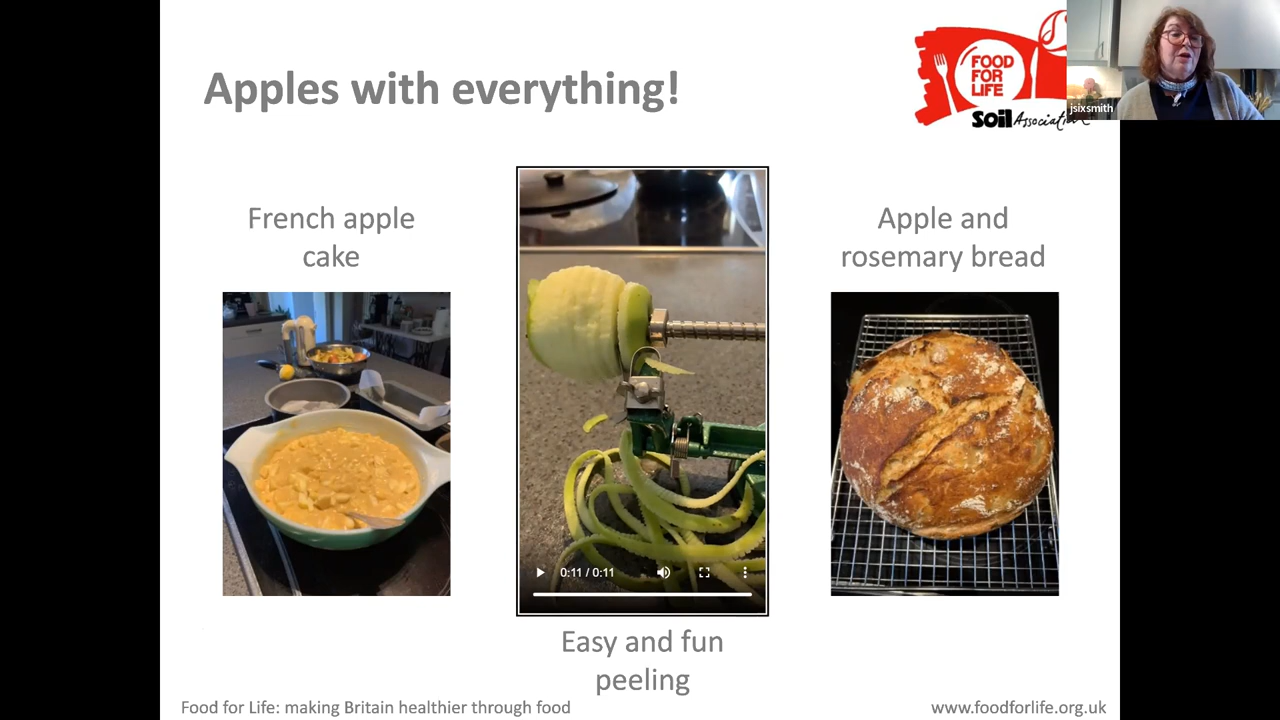 Apples with everything!
FOOD
FOR
LIFE
Soil Association
jsixsmith
French apple
cake
Apple and
rosemary bread
0:11 / 0:11
Easy and fun
peeling
Food for Life: making Britain healthier through food
www.foodforlife.org.uk